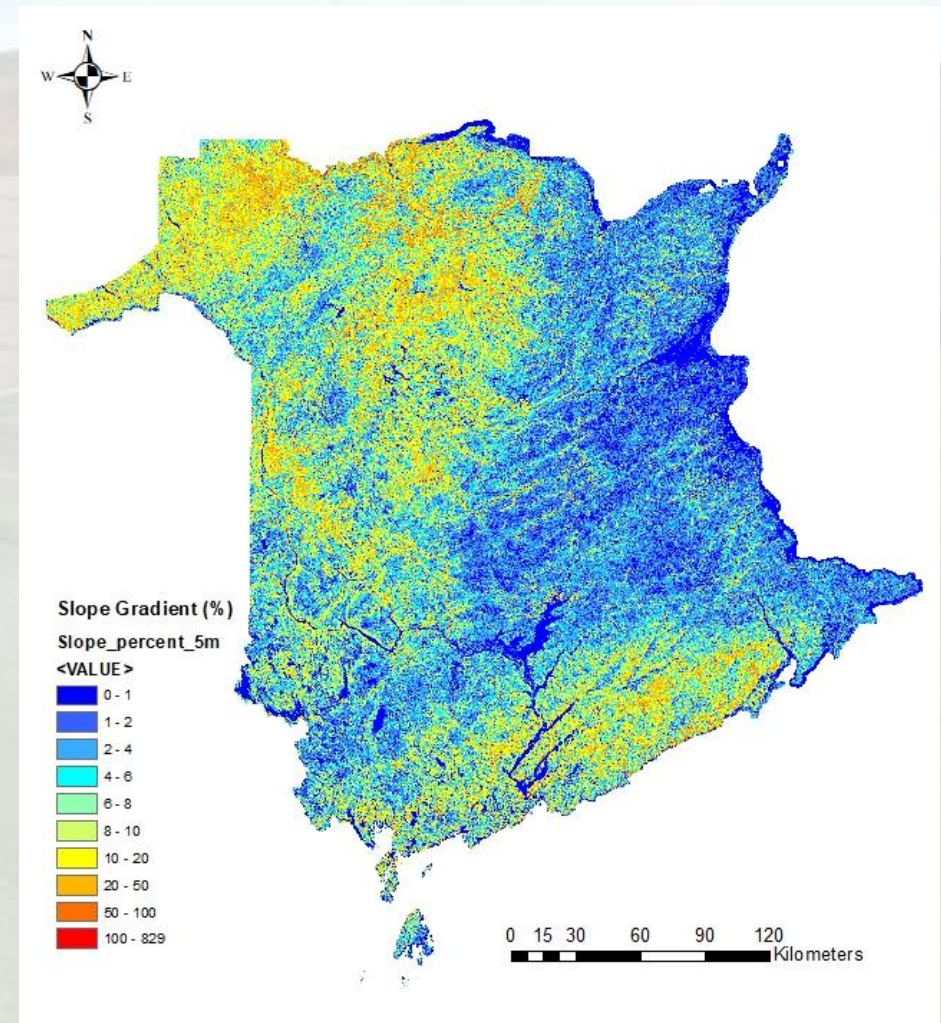 N
W E
S
Slope Gradient (%)
Slope_percent_5m
<VALUE>
0 - 1
1 - 2
2 - 4
4 - 6
6 - 8
8 - 10
10 - 20
20 - 50
50 - 100
100 - 829
0 15 30 60 90 120
Kilometers